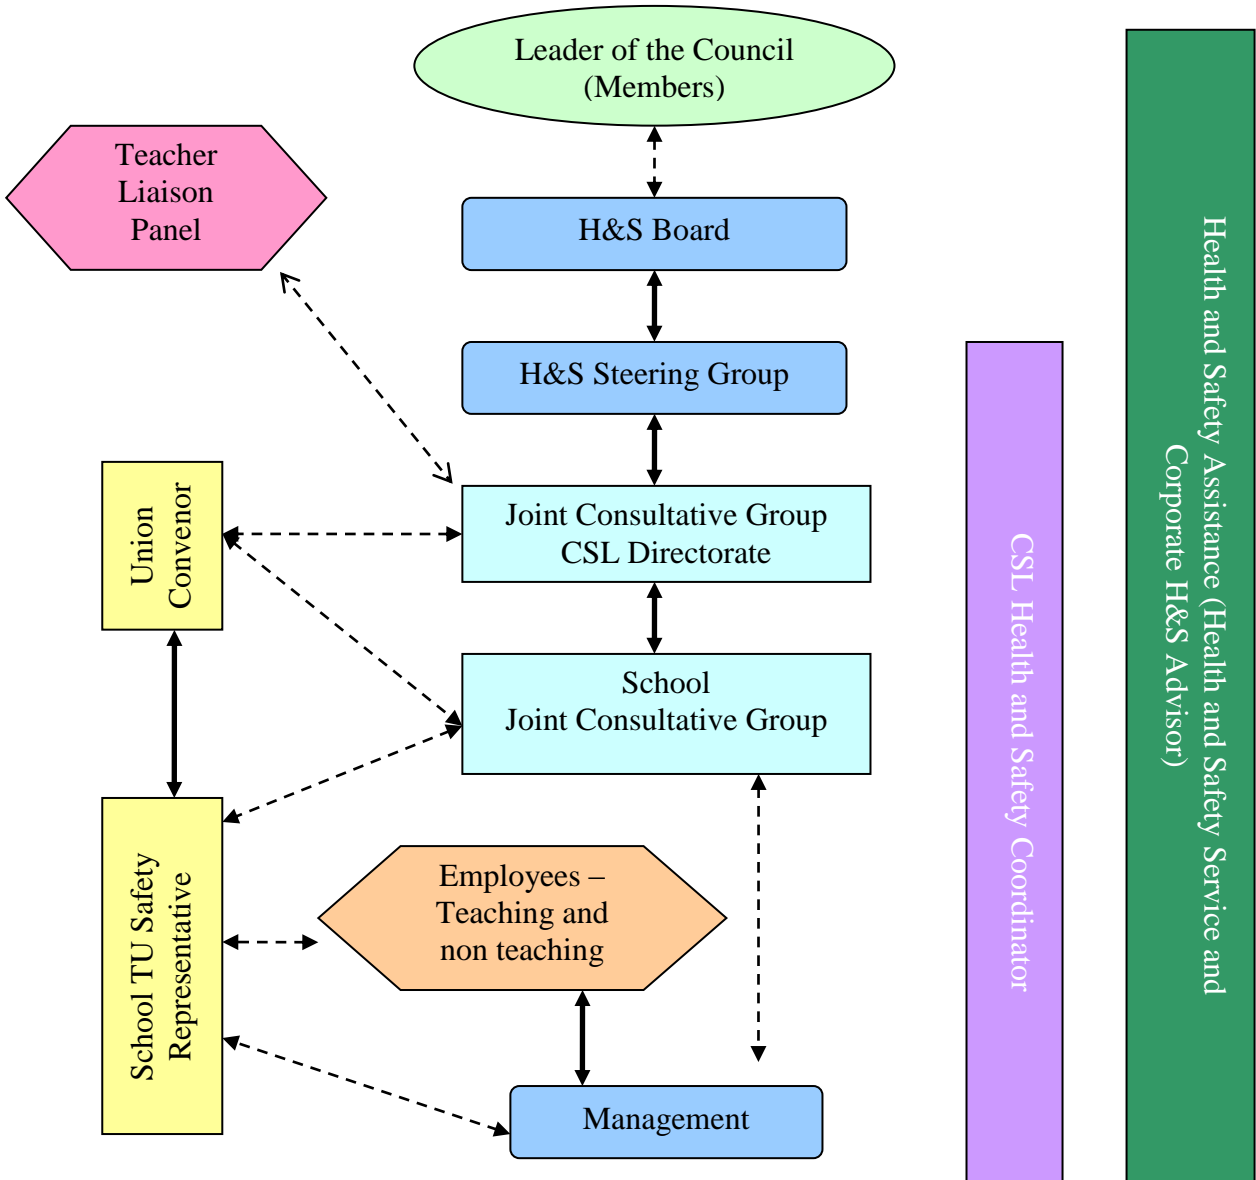 Leader of the Council
(Members)
Teacher
Liaison
Panel
H&S Board
H&S Steering Group
Union
Convenor
Joint Consultative Group
CSL Directorate
School
Joint Consultative Group
School TU Safety
Representative
Employees –
Teaching and
non teaching
Management
CSL Health and Safety Coordinator
Health and Safety Assistance (Health and Safety Service and
Corporate H&S Advisor)